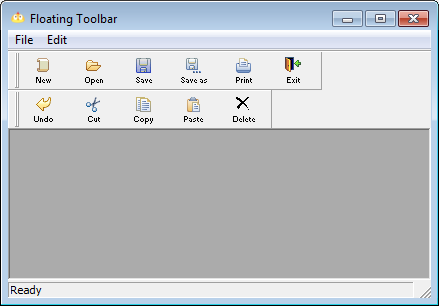 Floating Toolbar
File Edit
New Open Save Save as Print Exit
Undo Cut Copy Paste Delete
Ready